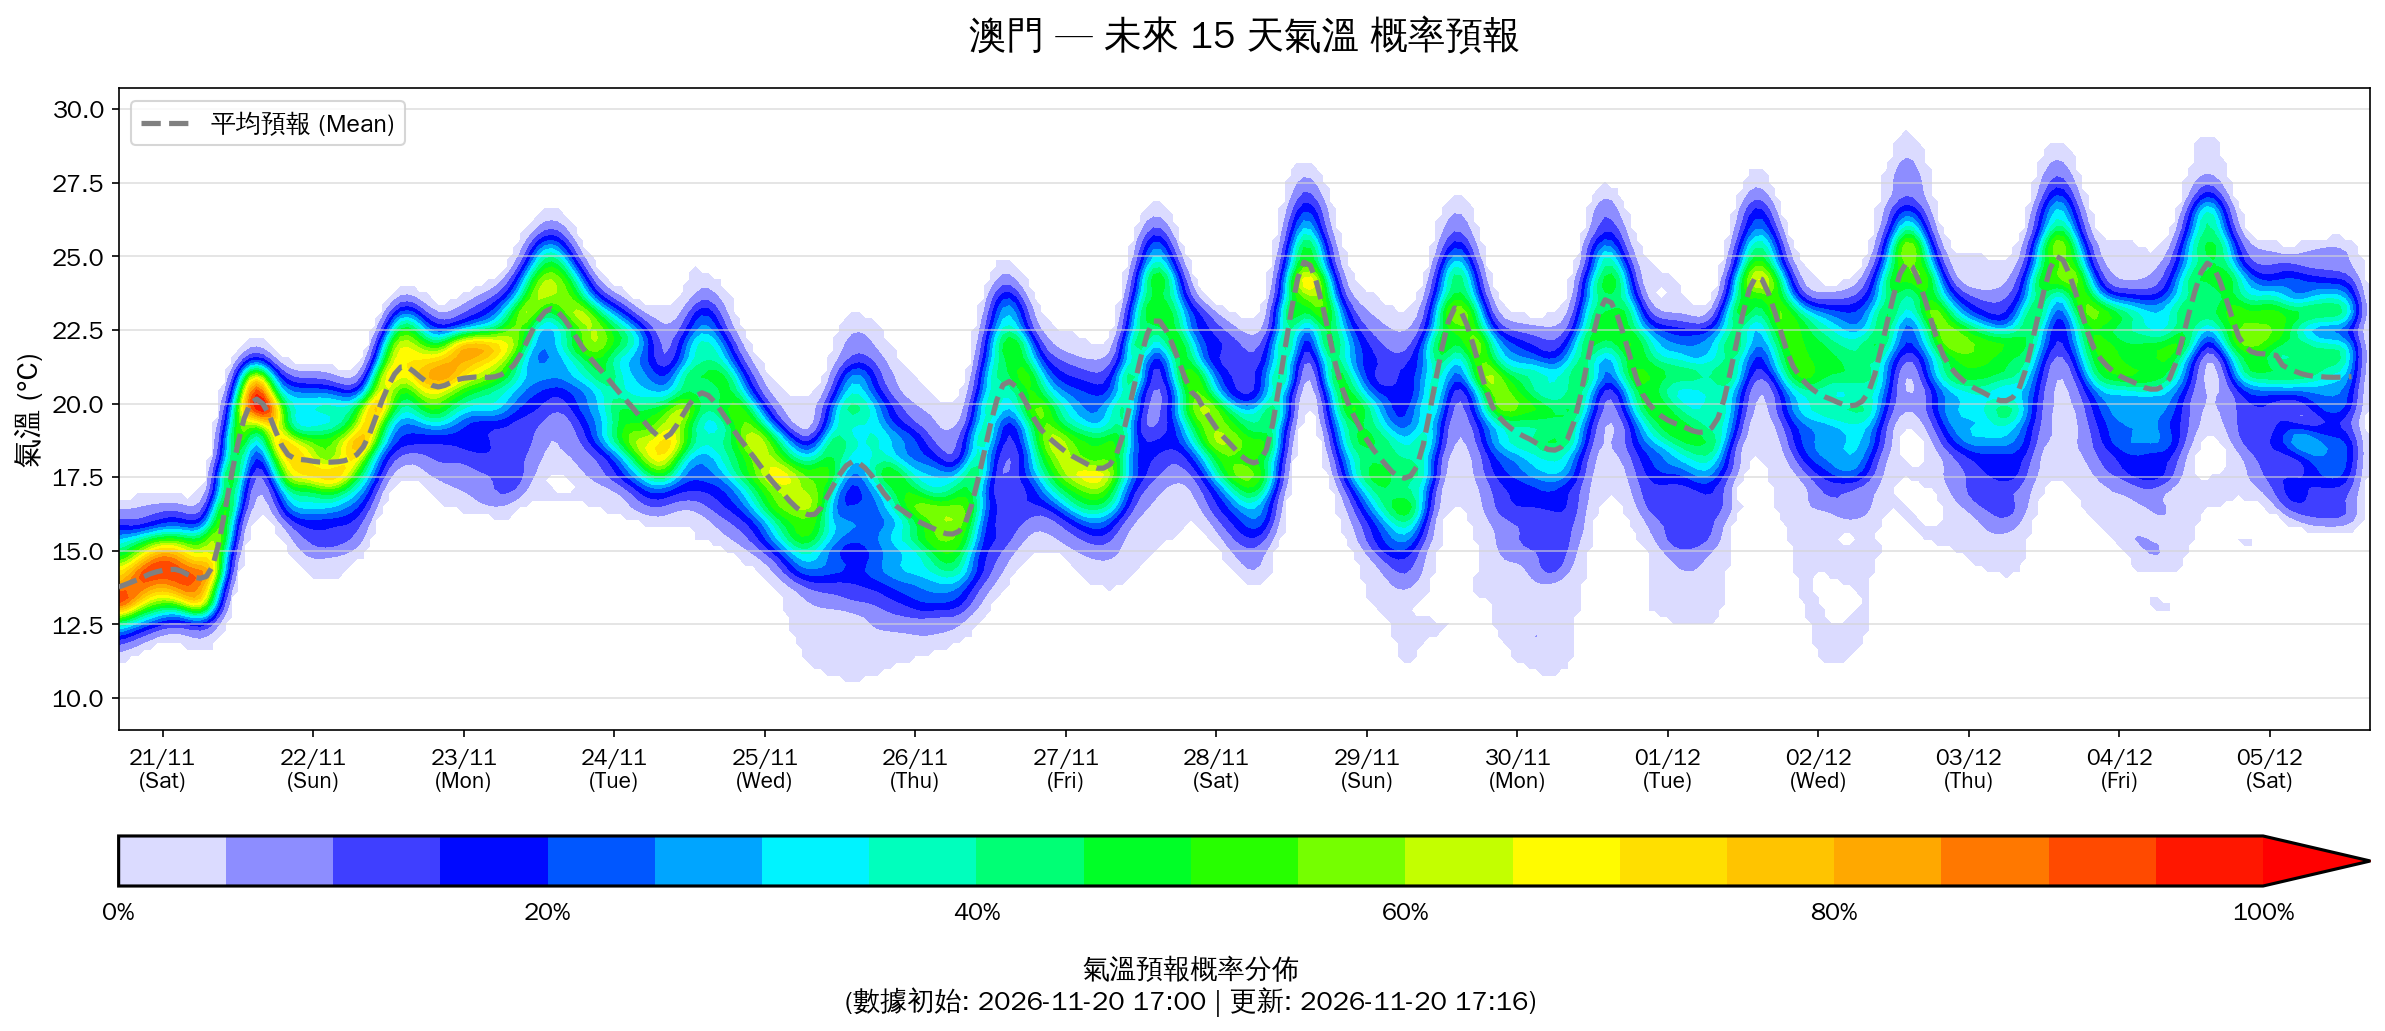 澳門 — 未來 15 天氣溫 概率預報
平均預報 (Mean)
氣溫 (°C)
30.0
27.5
25.0
22.5
20.0
17.5
15.0
12.5
10.0
21/11 22/11 23/11 24/11 25/11 26/11 27/11 28/11 29/11 30/11 01/12 02/12 03/12 04/12 05/12
(Sat) (Sun) (Mon) (Tue) (Wed) (Thu) (Fri) (Sat) (Sun) (Mon) (Tue) (Wed) (Thu) (Fri) (Sat)
0% 20% 40% 60% 80% 100%
氣溫預報概率分佈
(數據初始: 2026-11-20 17:00 | 更新: 2026-11-20 17:16)